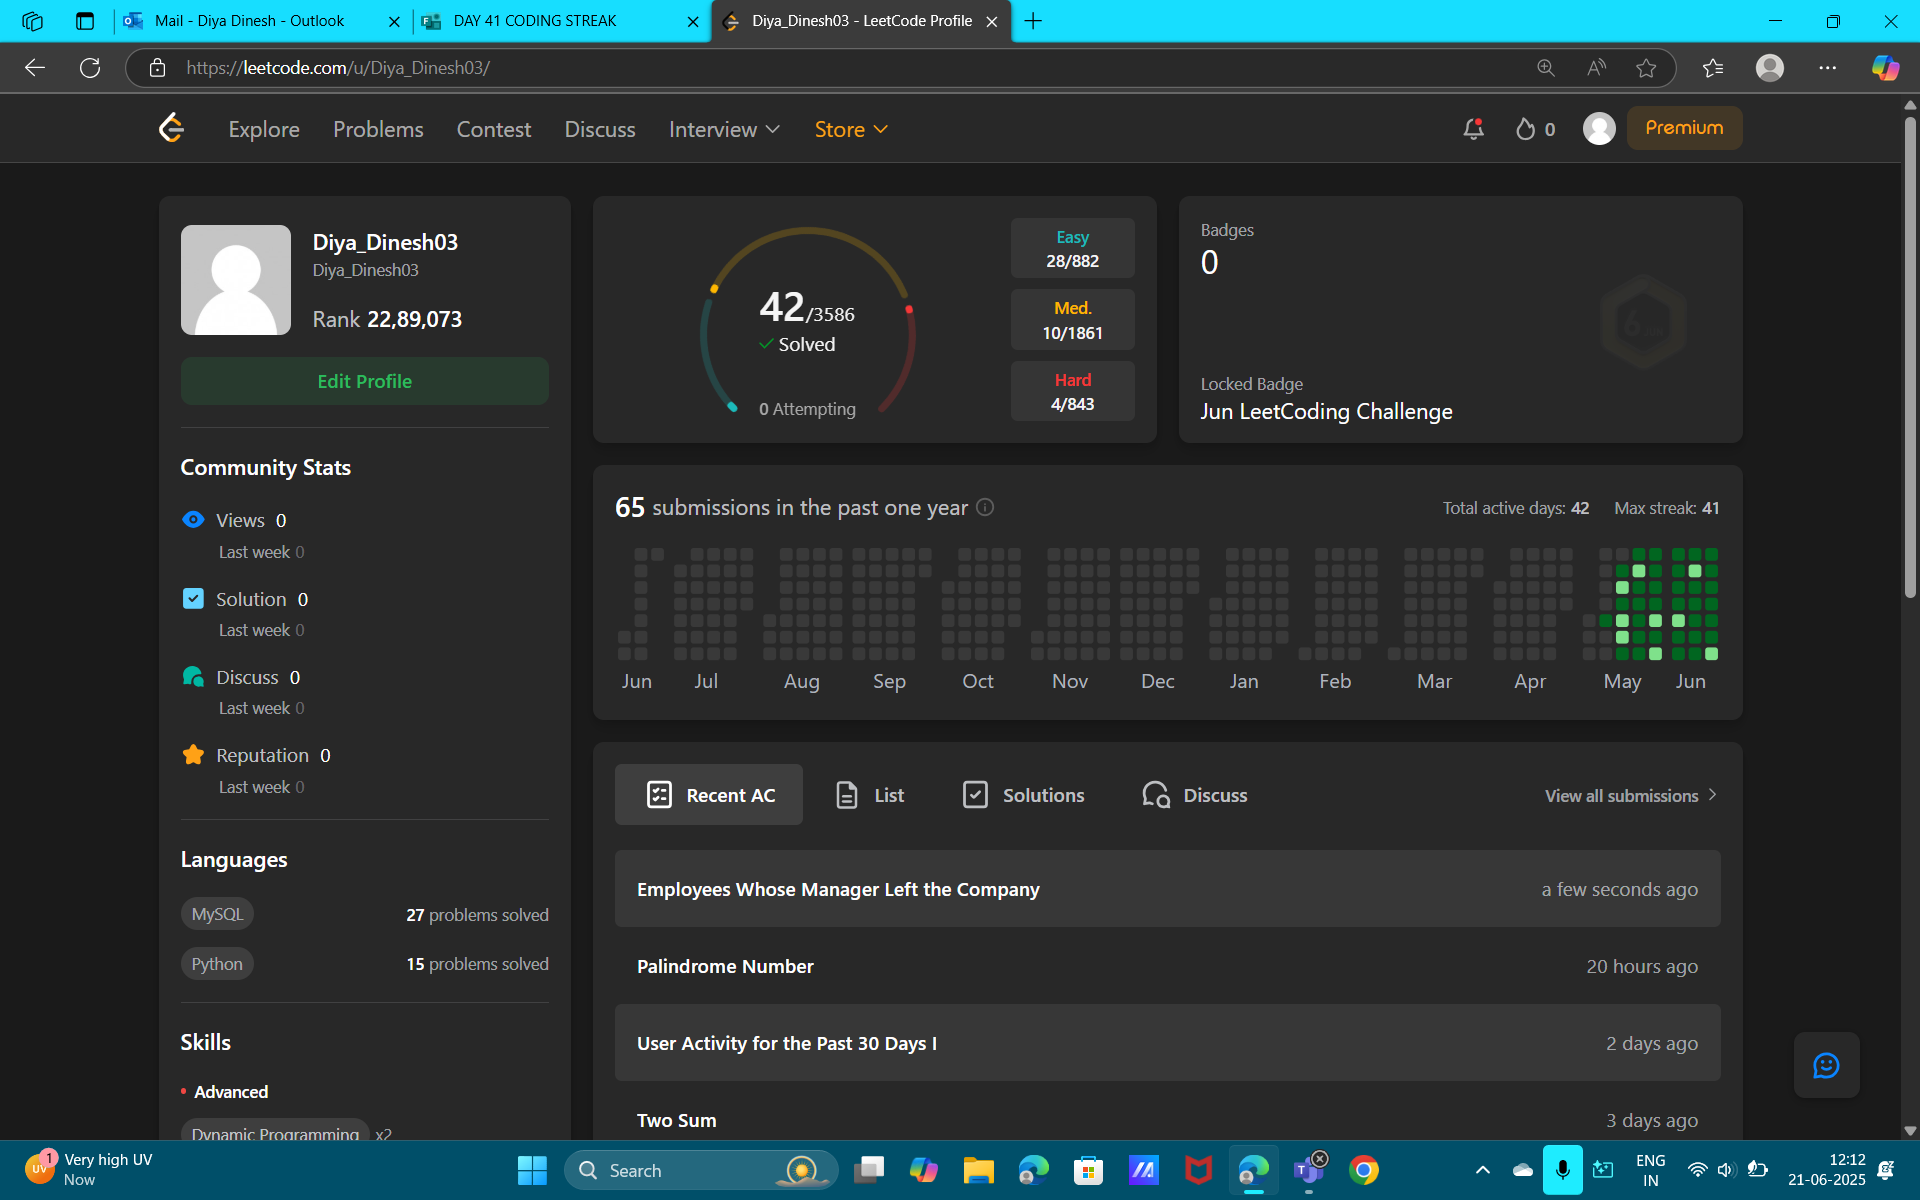 Mail - Diya Dinesh - Outlook
DAY 41 CODING STREAK
Diya_Dinesh03 - LeetCode Profile
https://leetcode.com/u/Diya_Dinesh03/
Explore
Problems
Contest
Discuss
Interview
Store
0
Premium
Diya_Dinesh03
Diya_Dinesh03
Rank 22,89,073
Edit Profile
Community Stats
Views 0
Last week 0
Solution 0
Last week 0
Discuss 0
Last week 0
Reputation 0
Last week 0
Languages
MySQL
27 problems solved
Python
15 problems solved
Skills
Advanced
Dynamic Programming x2
42/3586
Solved
0 Attempting
Easy
28/882
Med.
10/1861
Hard
4/843
Badges
0
Locked Badge
Jun LeetCoding Challenge
65 submissions in the past one year
Total active days: 42
Max streak: 41
Jun
Jul
Aug
Sep
Oct
Nov
Dec
Jan
Feb
Mar
Apr
May
Jun
Recent AC
List
Solutions
Discuss
View all submissions
Employees Whose Manager Left the Company
a few seconds ago
Palindrome Number
20 hours ago
User Activity for the Past 30 Days I
2 days ago
Two Sum
3 days ago
UV
1
Very high UV
Now
Search
ENG
IN
12:12
21-06-2025